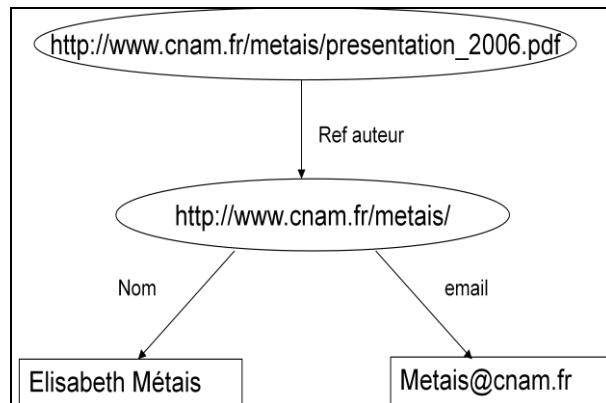 http://www.cnam.fr/metais/presentation_2006.pdf
Ref auteur
http://www.cnam.fr/metais/
Nom
email
Elisabeth Métais
Metais@cnam.fr